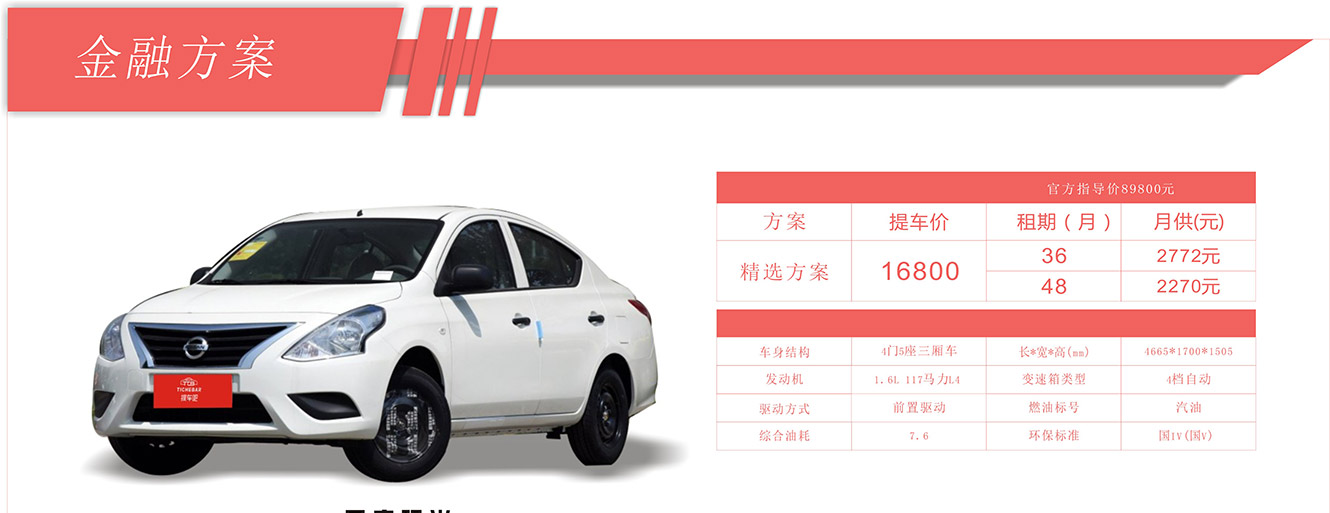 金融方案
官方指导价89800元
方案 提车价 租期（月） 月供(元)
精选方案 16800 36 2772元
48 2270元
车身结构 4门5座三厢车 长*宽*高(mm) 4665*1700*1505
发动机 1.6L 117马力L4 变速箱类型 4档自动
驱动方式 前置驱动 燃油标号 汽油
综合油耗 7.6 环保标准 国IV(国V)
NISSAN
TICHEBAR
提车吧